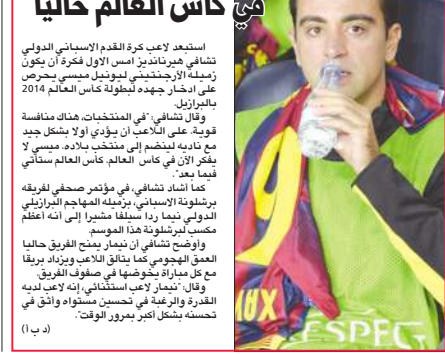 في كأس العالم حاليا
استبعد لاعب كرة القدم الاسباني الدولي
تشافي هيرنانديز امس الاول فكرة أن يكون
زميله الأرجنتيني ليونيل ميسي يحرص
على ادخار جهده لبطولة كأس العالم 2014
بالبرازيل.
وقال تشافي: "في المنتخبات، هناك منافسة
قوية. على اللاعب أن يؤدي أولا بشكل جيد
مع ناديه لينضم إلى منتخب بلاده. ميسي لا
يفكر الآن في كأس العالم. كأس العالم ستأتي
فيما بعد".
كما أشاد تشافي، في مؤتمر صحفي لفريقه
برشلونة الاسباني، بزميله المهاجم البرازيلي
الدولي نيما ردا سيلفا مشيرا إلى أنه أعظم
مكسب لبرشلونة هذا الموسم.
وأوضح تشافي أن نيمار يمنح الفريق حاليا
العمق الهجومي كما يتألق اللاعب ويزداد بريقا
مع كل مباراة يخوضها في صفوف الفريق.
وقال: "نيمار لاعب استثنائي، إنه لاعب لديه
القدرة والرغبة في تحسين مستواه وأثق في
تحسنه بشكل أكبر بمرور الوقت".
(د ب أ)
ESPECT